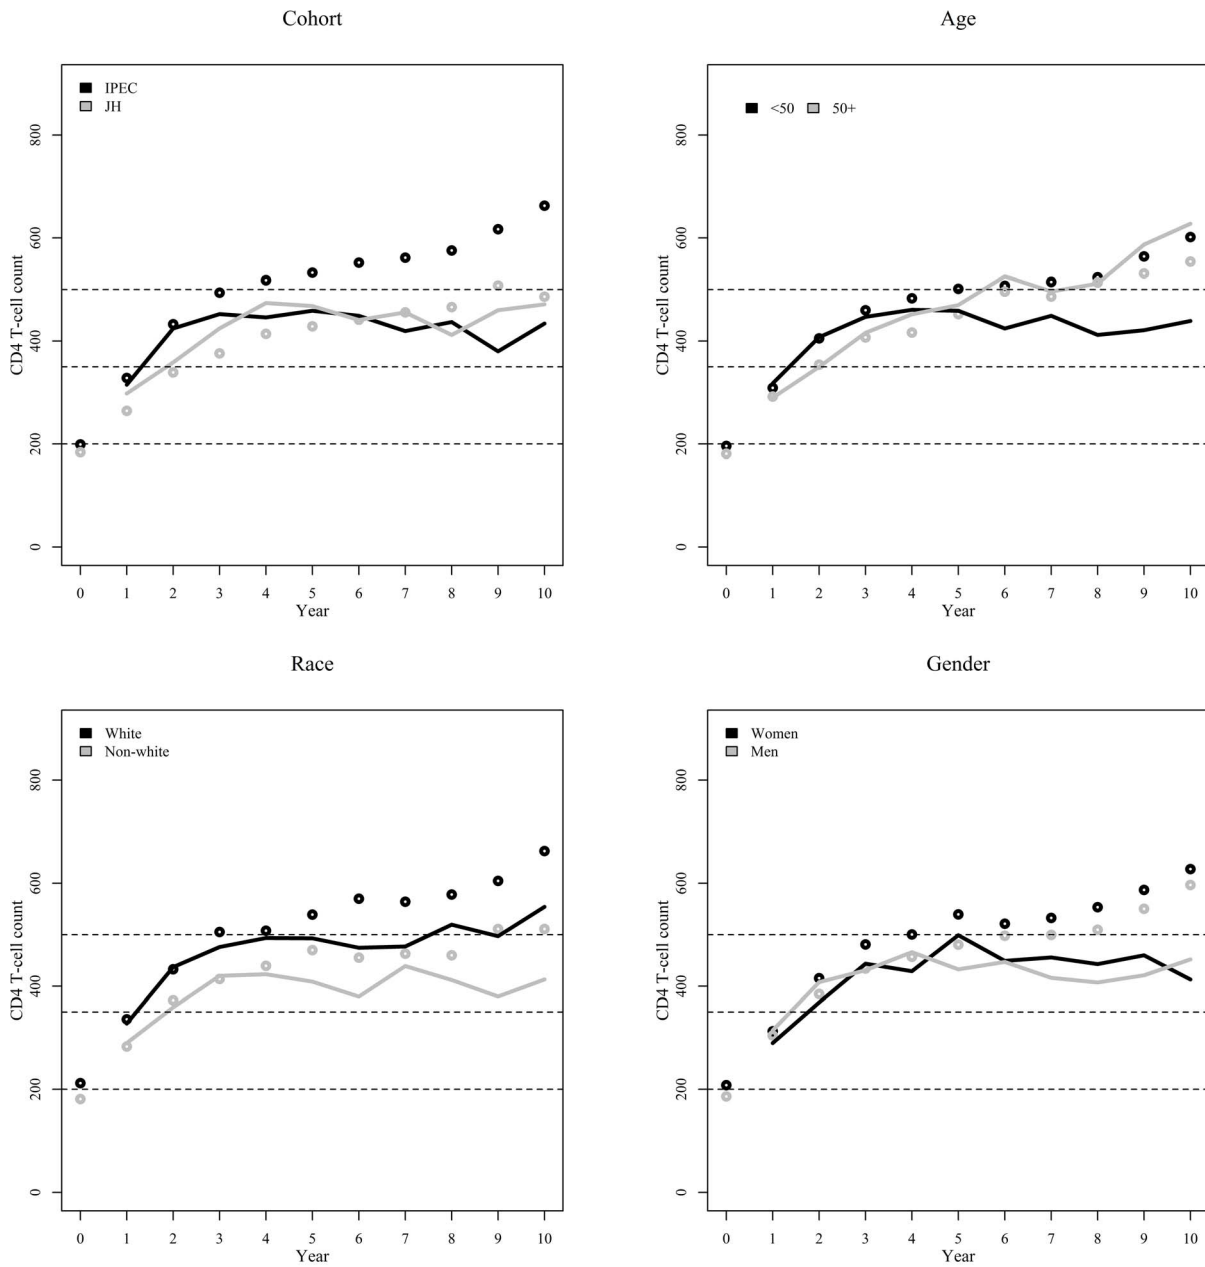 Cohort
IPEC
JH
CD4 T-cell count
0
200
400
600
800
0 1 2 3 4 5 6 7 8 9 10
Year
Age
<50 50+
CD4 T-cell count
0
200
400
600
800
0 1 2 3 4 5 6 7 8 9 10
Year
Race
White
Non-white
CD4 T-cell count
0
200
400
600
800
0 1 2 3 4 5 6 7 8 9 10
Year
Gender
Women
Men
CD4 T-cell count
0
200
400
600
800
0 1 2 3 4 5 6 7 8 9 10
Year